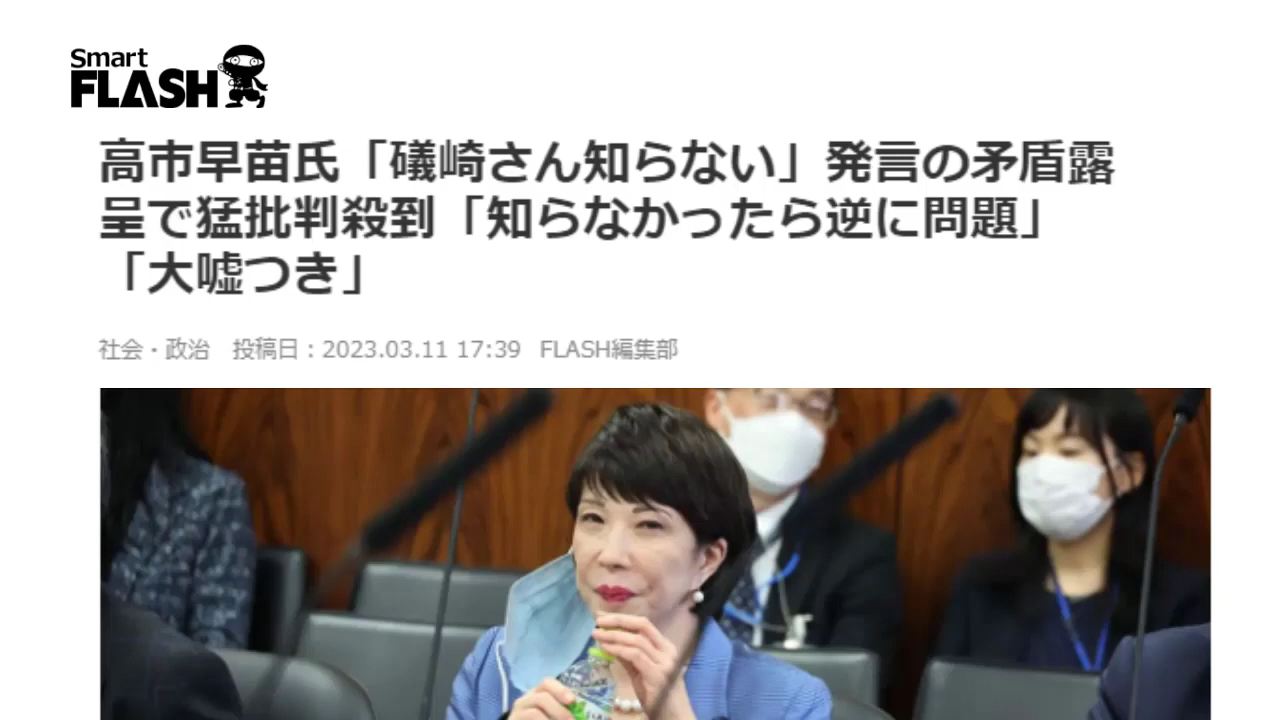 Smart
FLASH
高市早苗氏「礒崎さん知らない」発言の矛盾露
呈で猛批判殺到「知らなかったら逆に問題」
「大嘘つき」
社会・政治 投稿日：2023.03.11 17:39 FLASH編集部